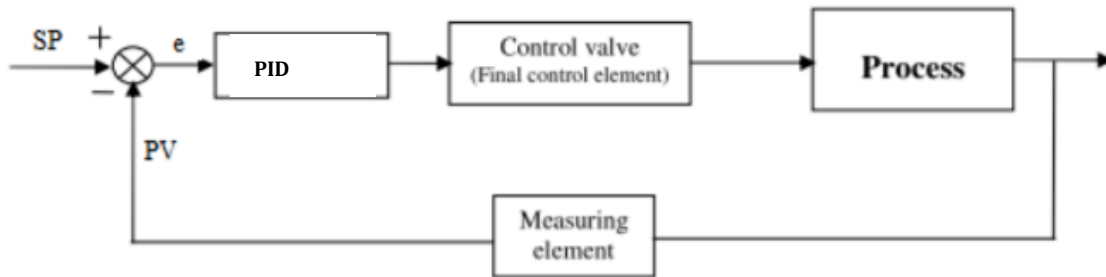 SP
+
e
PID
Control valve
(Final control element)
Process
−
PV
Measuring
element